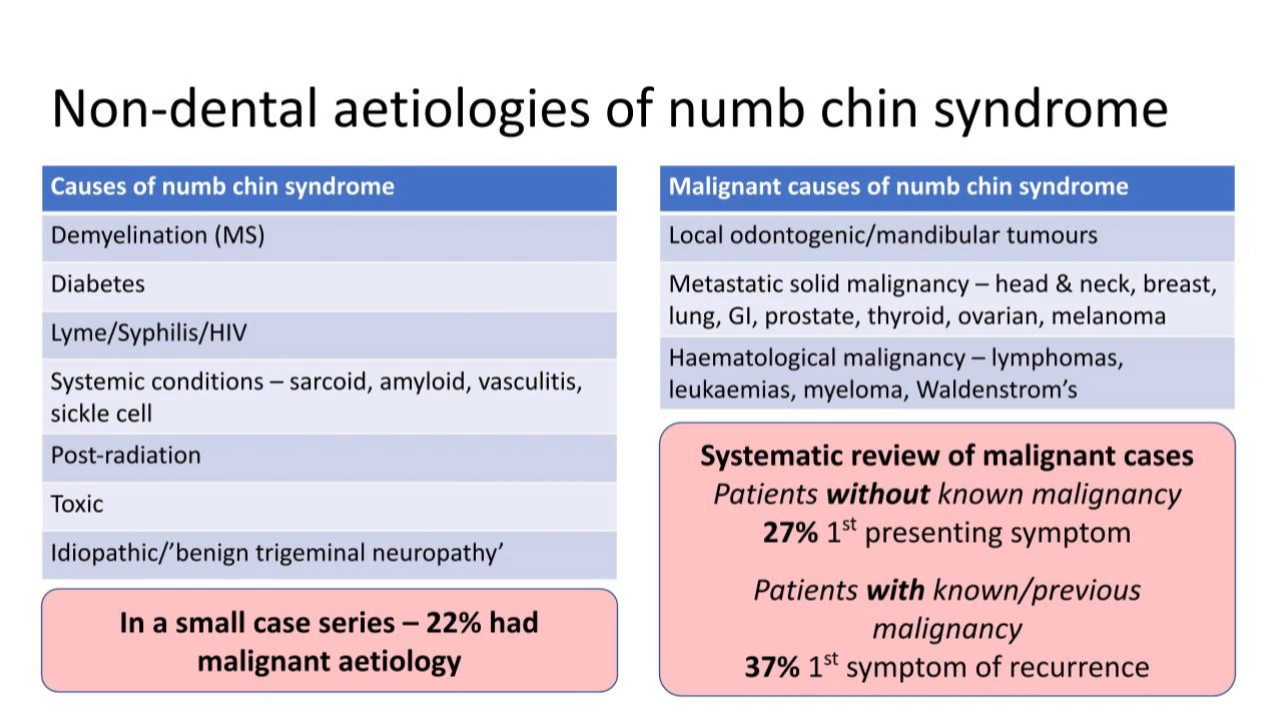 Non-dental aetiologies of numb chin syndrome
Causes of numb chin syndrome
Demyelination (MS)
Diabetes
Lyme/Syphilis/HIV
Systemic conditions – sarcoid, amyloid, vasculitis,
sickle cell
Post-radiation
Toxic
Idiopathic/’benign trigeminal neuropathy’
In a small case series – 22% had
malignant aetiology
Malignant causes of numb chin syndrome
Local odontogenic/mandibular tumours
Metastatic solid malignancy – head & neck, breast,
lung, GI, prostate, thyroid, ovarian, melanoma
Haematological malignancy – lymphomas,
leukaemias, myeloma, Waldenstrom’s
Systematic review of malignant cases
Patients without known malignancy
27% 1st presenting symptom
Patients with known/previous
malignancy
37% 1st symptom of recurrence